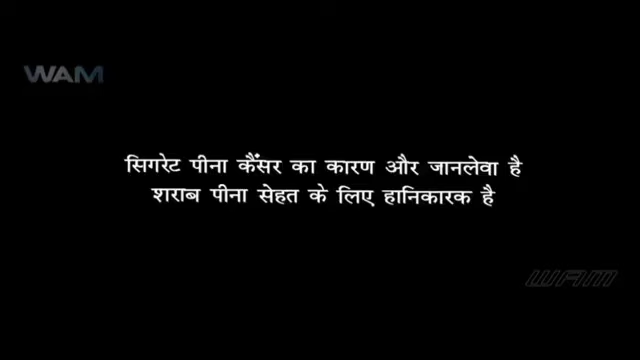 WAM
सिगरेट पीना कैंसर का कारण और जानलेवा है
शराब पीना सेहत के लिए हानिकारक है
WAM